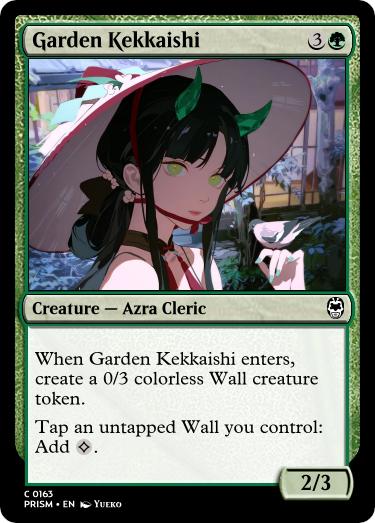 Garden Kekkaishi 3
Creature — Azra Cleric
When Garden Kekkaishi enters,
create a 0/3 colorless Wall creature
token.
Tap an untapped Wall you control:
Add .
2/3
C 0163
PRISM • EN Yueko